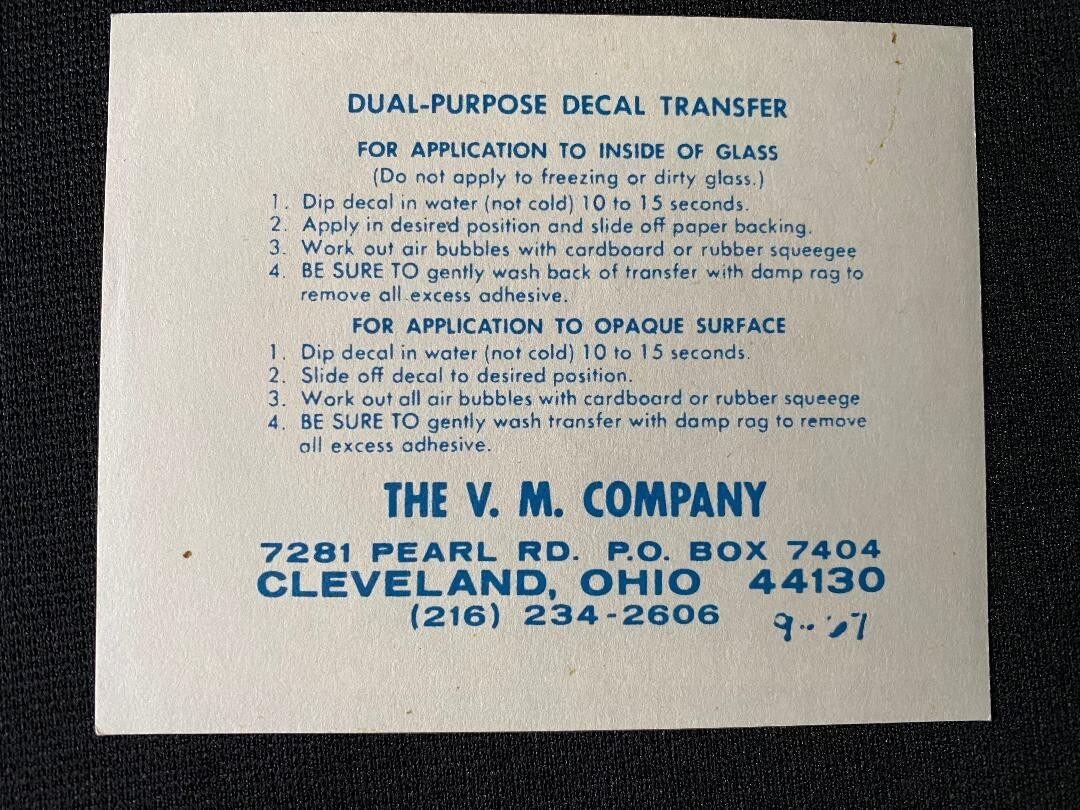 DUAL-PURPOSE DECAL TRANSFER
FOR APPLICATION TO INSIDE OF GLASS
(Do not apply to freezing or dirty glass.)
1. Dip decal in water (not cold) 10 to 15 seconds.
2. Apply in desired position and slide off paper backing.
3. Work out air bubbles with cardboard or rubber squeegee
4. BE SURE TO gently wash back of transfer with damp rag to
remove all excess adhesive.
FOR APPLICATION TO OPAQUE SURFACE
1. Dip decal in water (not cold) 10 to 15 seconds.
2. Slide off decal to desired position.
3. Work out all air bubbles with cardboard or rubber squeege
4. BE SURE TO gently wash transfer with damp rag to remove
all excess adhesive.
THE V. M. COMPANY
7281 PEARL RD. P.O. BOX 7404
CLEVELAND, OHIO 44130
(216) 234-2606